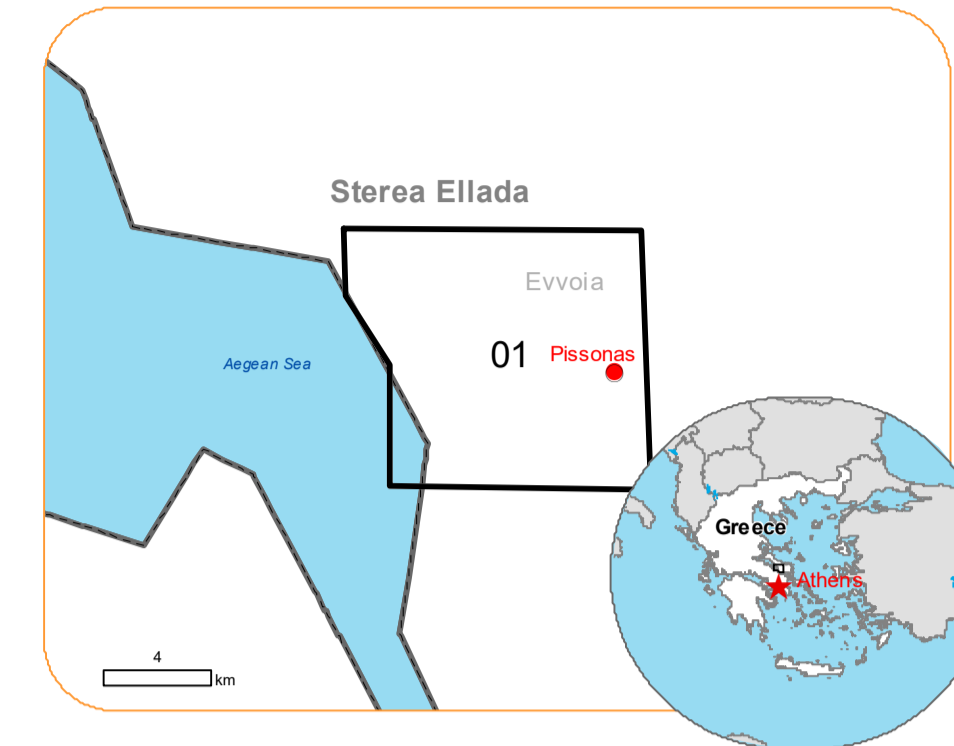 Sterea Ellada
Evvoia
01
Pissonas
Aegean Sea
Greece
Athens
4
km